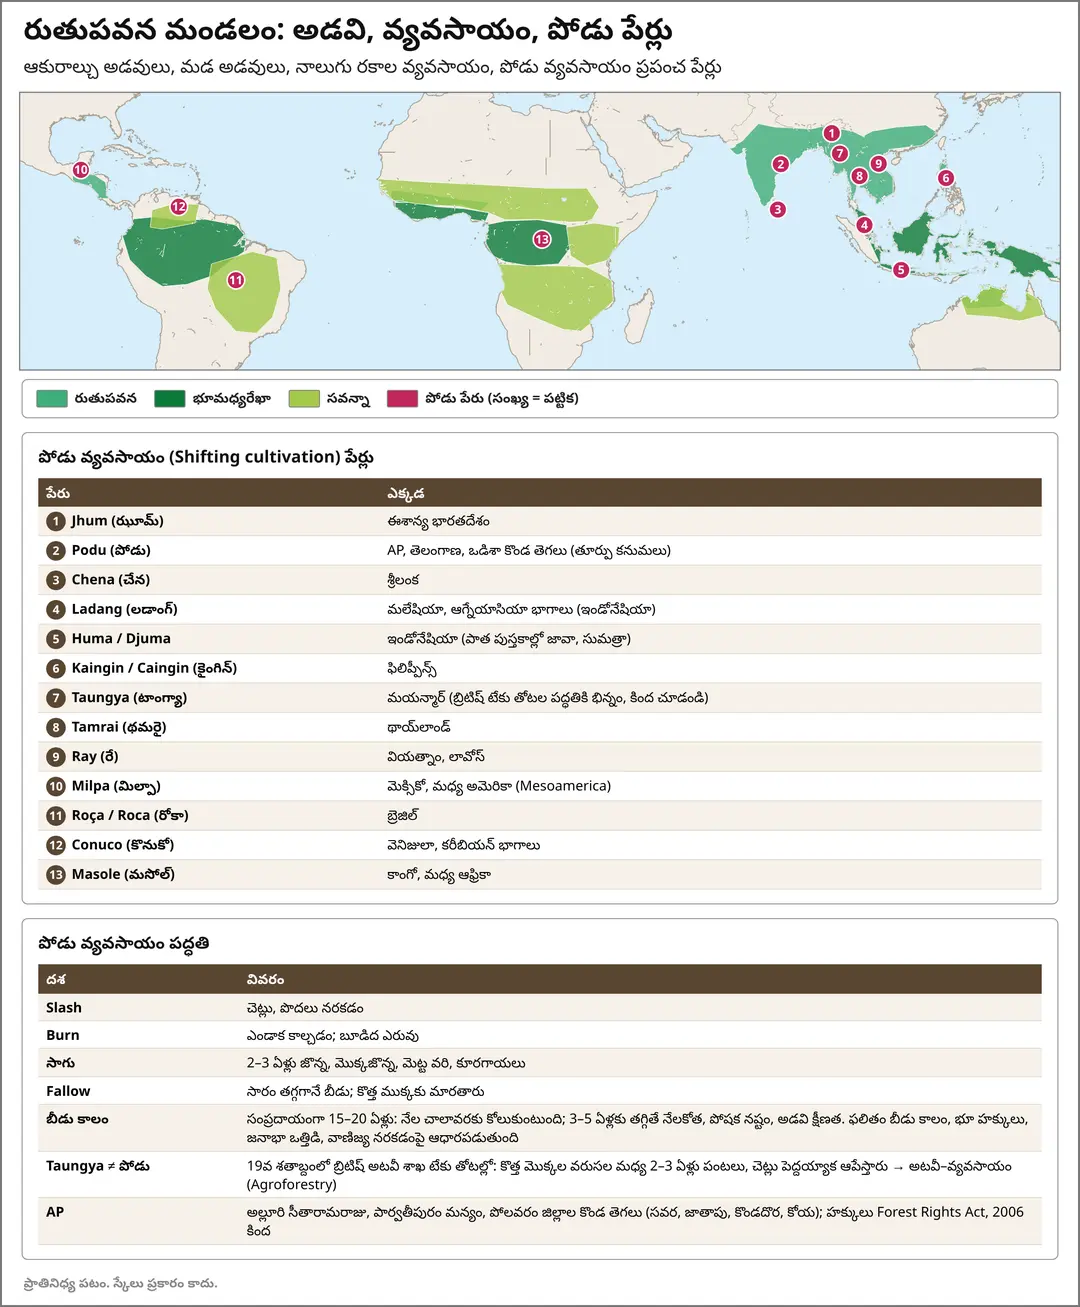 రుతుపవన మండలం: అడవి, వ్యవసాయం, పోడు పేర్లు
ఆకురాల్చు అడవులు, మడ అడవులు, నాలుగు రకాల వ్యవసాయం, పోడు వ్యవసాయం ప్రపంచ పేర్లు
1
10
7
9
2
8
6
12
3
4
13
5
11
రుతుపవన
భూమధ్యరేఖా
సవన్నా
పోడు పేరు (సంఖ్య = పట్టిక)
పోడు వ్యవసాయం (Shifting cultivation) పేర్లు
పేరు ఎక్కడ
1 Jhum (ఝూమ్) ఈశాన్య భారతదేశం
2 Podu (పోడు) AP, తెలంగాణ, ఒడిశా కొండ తెగలు (తూర్పు కనుమలు)
3 Chena (చేన) శ్రీలంక
4 Ladang (లడాంగ్) మలేషియా, ఆగ్నేయాసియా భాగాలు (ఇండోనేషియా)
5 Huma / Djuma ఇండోనేషియా (పాత పుస్తకాల్లో జావా, సుమత్రా)
6 Kaingin / Caingin (కైంగిన్) ఫిలిప్పీన్స్
7 Taungya (టాంగ్యా) మయన్మార్ (బ్రిటిష్ టేకు తోటల పద్ధతికి భిన్నం, కింద చూడండి)
8 Tamrai (థమరై) థాయ్‌లాండ్
9 Ray (రే) వియత్నాం, లావోస్
10 Milpa (మిల్పా) మెక్సికో, మధ్య అమెరికా (Mesoamerica)
11 Roça / Roca (రోకా) బ్రెజిల్
12 Conuco (కొనుకో) వెనిజులా, కరీబియన్ భాగాలు
13 Masole (మసోల్) కాంగో, మధ్య ఆఫ్రికా
పోడు వ్యవసాయం పద్ధతి
దశ వివరం
Slash చెట్లు, పొదలు నరకడం
Burn ఎండాక కాల్చడం; బూడిద ఎరువు
సాగు 2–3 ఏళ్లు జొన్న, మొక్కజొన్న, మెట్ట వరి, కూరగాయలు
Fallow సారం తగ్గగానే బీడు; కొత్త ముక్కకు మారతారు
బీడు కాలం సంప్రదాయంగా 15–20 ఏళ్లు: నేల చాలావరకు కోలుకుంటుంది; 3–5 ఏళ్లకు తగ్గితే నేలకోత, పోషక నష్టం, అడవి క్షీణత. ఫలితం బీడు కాలం, భూ హక్కులు,
జనాభా ఒత్తిడి, వాణిజ్య నరకడంపై ఆధారపడుతుంది
Taungya ≠ పోడు 19వ శతాబ్దంలో బ్రిటిష్ అటవీ శాఖ టేకు తోటల్లో: కొత్త మొక్కల వరుసల మధ్య 2–3 ఏళ్లు పంటలు, చెట్లు పెద్దయ్యాక ఆపేస్తారు → అటవీ–వ్యవసాయం
(Agroforestry)
AP అల్లూరి సీతారామరాజు, పార్వతీపురం మన్యం, పోలవరం జిల్లాల కొండ తెగలు (సవర, జాతాపు, కొండదొర, కోయ); హక్కులు Forest Rights Act, 2006
కింద
ప్రాతినిధ్య పటం. స్కేలు ప్రకారం కాదు.